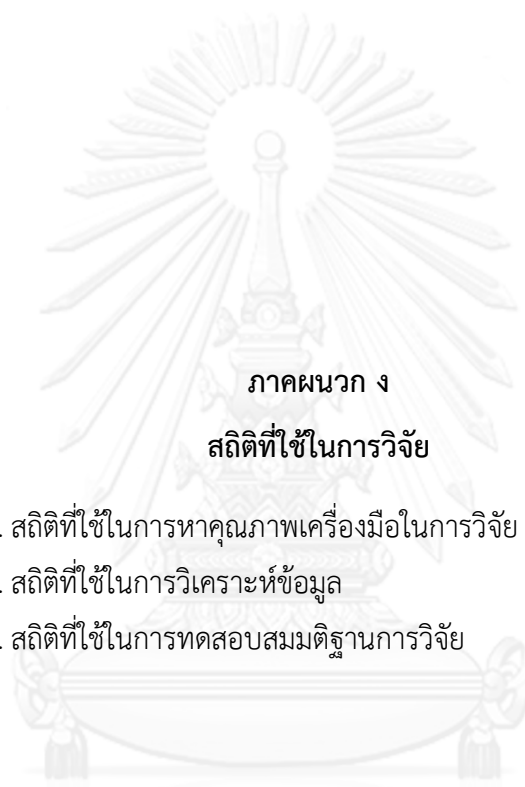 ภาคผนวก ง
สถิติที่ใช้ในการวิจัย
. สถิติที่ใช้ในการหาคุณภาพเครื่องมือในการวิจัย
. สถิติที่ใช้ในการวิเคราะห์ข้อมูล
. สถิติที่ใช้ในการทดสอบสมมติฐานการวิจัย